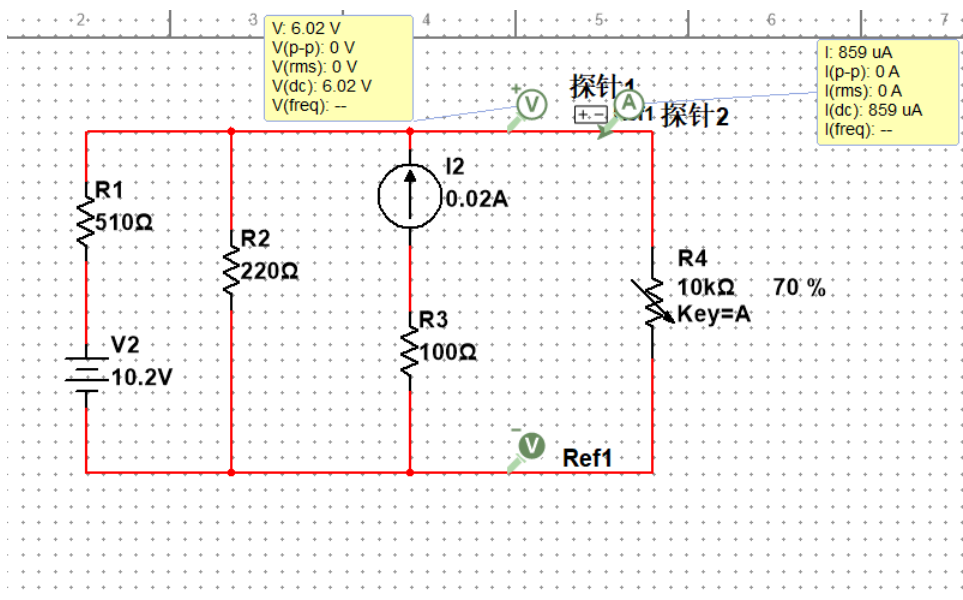 2 3 4 5 6 7
V: 6.02 V
V(p-p): 0 V
V(rms): 0 V
V(dc): 6.02 V
V(freq): --
I: 859 uA
I(p-p): 0 A
I(rms): 0 A
I(dc): 859 uA
I(freq): --
+
V
探针1
A
+ -
探针2
R1
510Ω
R2
220Ω
I2
0.02A
R3
100Ω
R4
10kΩ 70 %
Key=A
V2
10.2V
-
V
Ref1